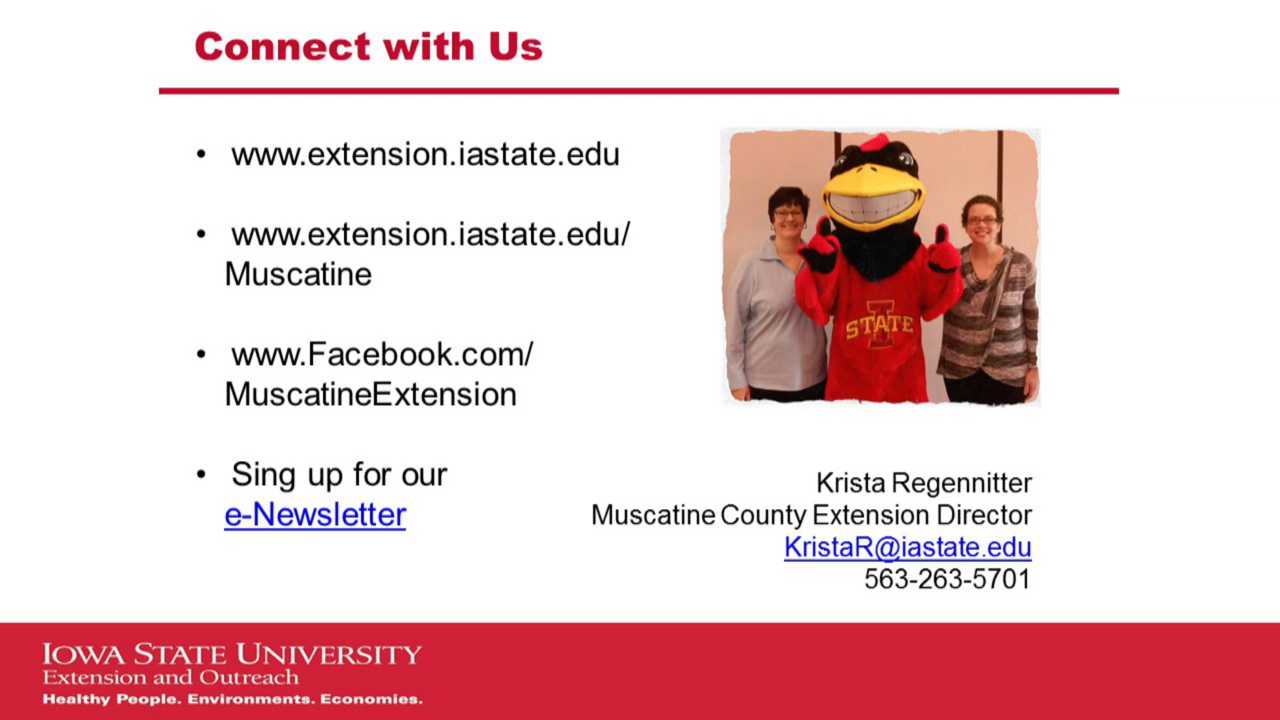 Connect with Us
• www.extension.iastate.edu
• www.extension.iastate.edu/
Muscatine
• www.Facebook.com/
MuscatineExtension
• Sing up for our
e-Newsletter
STATE
Krista Regennitter
Muscatine County Extension Director
KristaR@iastate.edu
563-263-5701
IOWA STATE UNIVERSITY
Extension and Outreach
Healthy People. Environments. Economies.